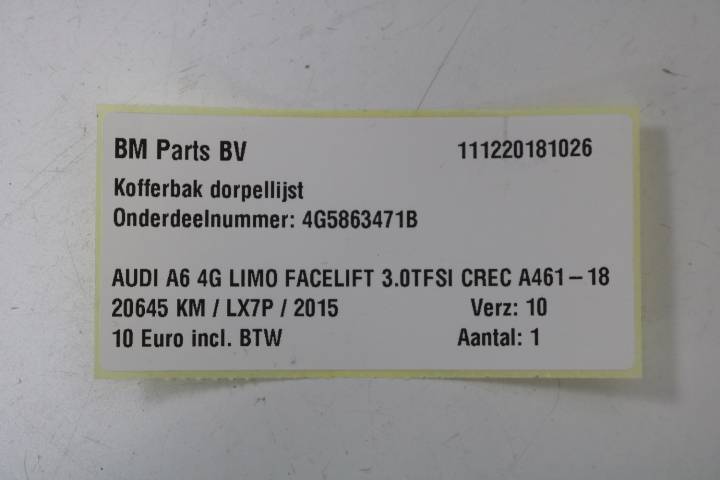 BM Parts BV 111220181026
Kofferbak dorpellijst
Onderdeelnummer: 4G5863471B
AUDI A6 4G LIMO FACELIFT 3.0TFSI CREC A461-18
20645 KM / LX7P / 2015 Verz: 10
10 Euro incl. BTW Aantal: 1